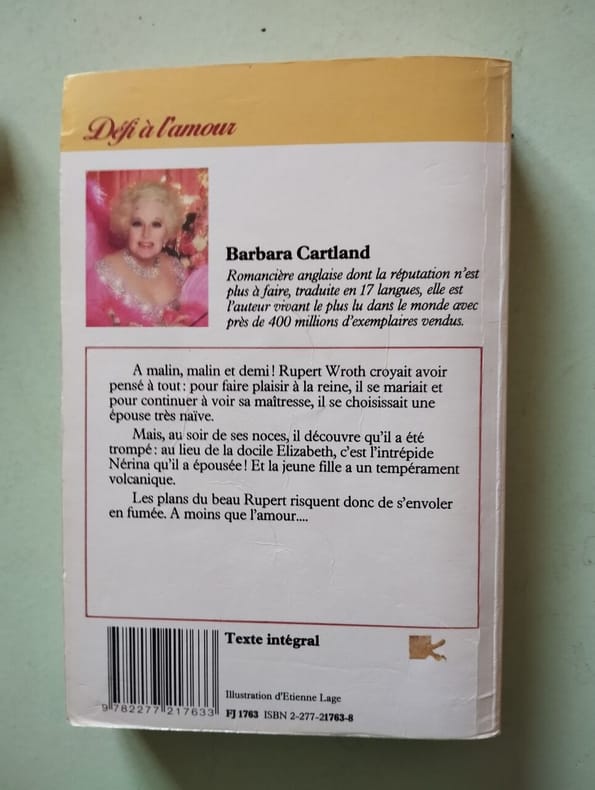 Défi à l'amour
Barbara Cartland
Romancière anglaise dont la réputation n'est
plus à faire, traduite en 17 langues, elle est
l'auteur vivant le plus lu dans le monde avec
près de 400 millions d'exemplaires vendus.
A malin, malin et demi ! Rupert Wroth croyait avoir
pensé à tout : pour faire plaisir à la reine, il se mariait et
pour continuer à voir sa maîtresse, il se choisissait une
épouse très naïve.
Mais, au soir de ses noces, il découvre qu'il a été
trompé : au lieu de la docile Elizabeth, c'est l'intrépide
Nérina qu'il a épousée ! Et la jeune fille a un tempérament
volcanique.
Les plans du beau Rupert risquent donc de s'envoler
en fumée. A moins que l'amour....
Texte intégral
Illustration d'Etienne Lage
9 782277 217633
FJ 1763 ISBN 2-277-21763-8